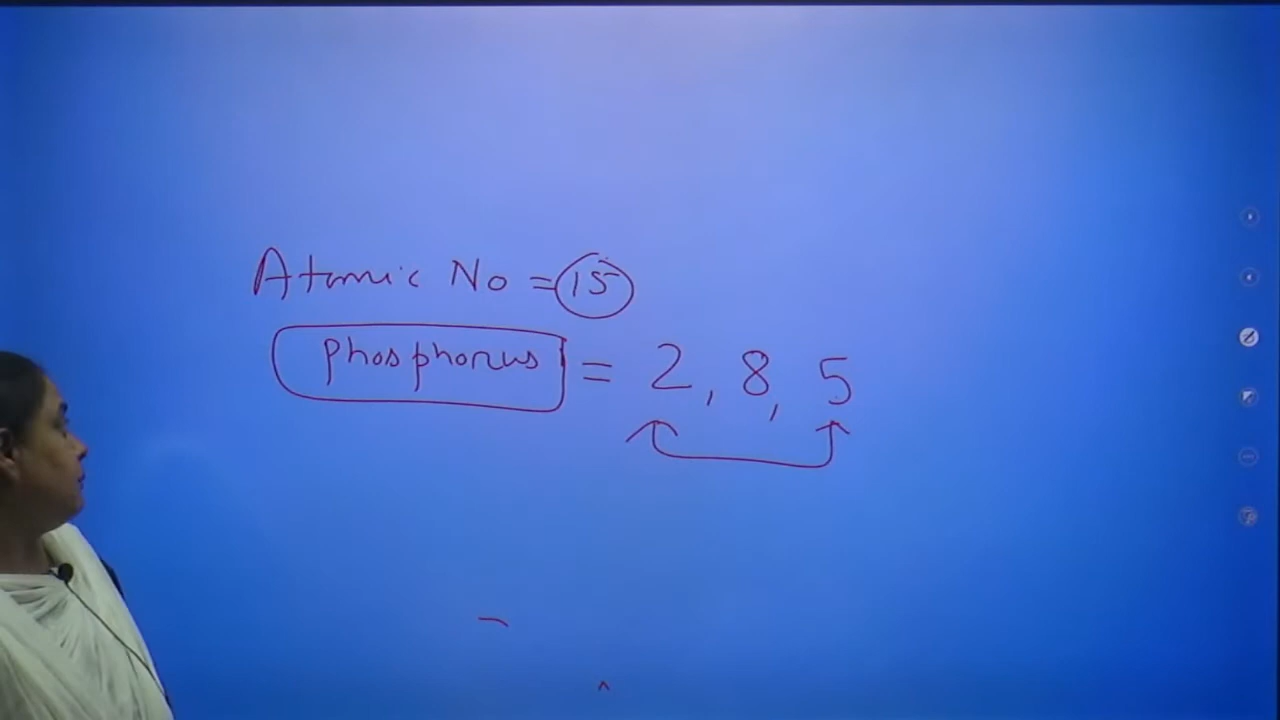 Atomic No = 15
phosphorus = 2, 8, 5